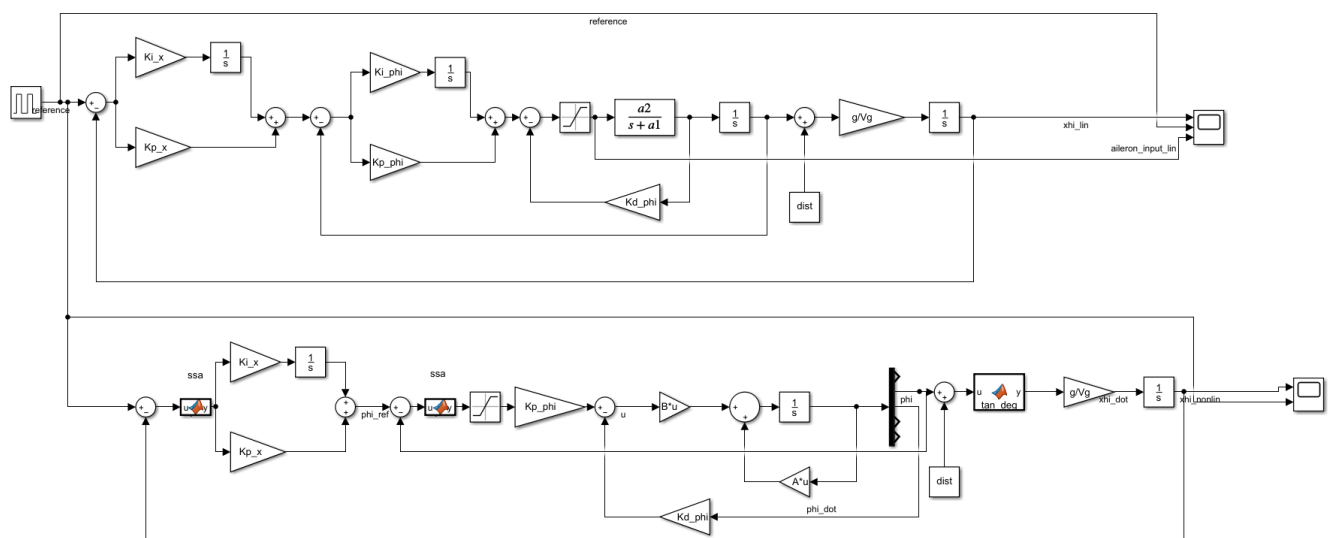 reference
reference
Ki_x
1
s
Kp_x
Ki_phi
1
s
Kp_phi
a2
s + a1
1
s
Kd_phi
dist
g/Vg
1
s
xhi_lin
aileron_input_lin
ssa
u y
Ki_x
1
s
Kp_x
phi_ref
ssa
u y
Kp_phi
u
B*u
1
s
A*u
Kd_phi
phi_dot
phi
dist
u y
tan_deg
g/Vg
xhi_dot
1
s
xhi_nonlin